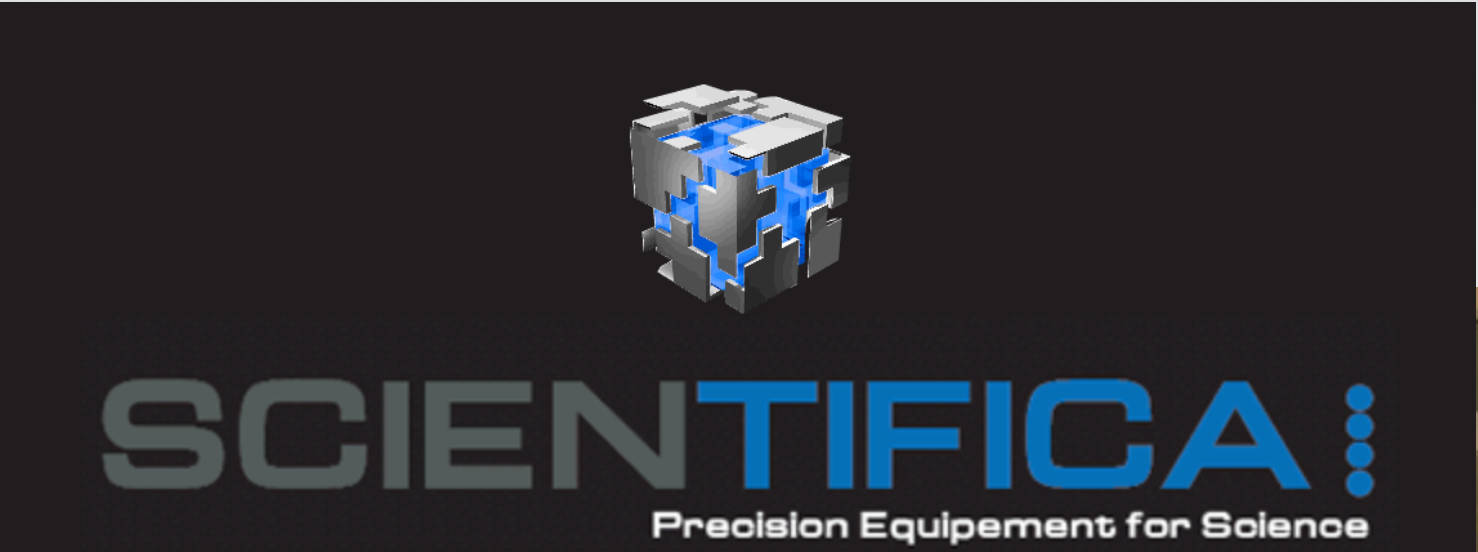 SCIENTIFICA
Precision Equipement for Science